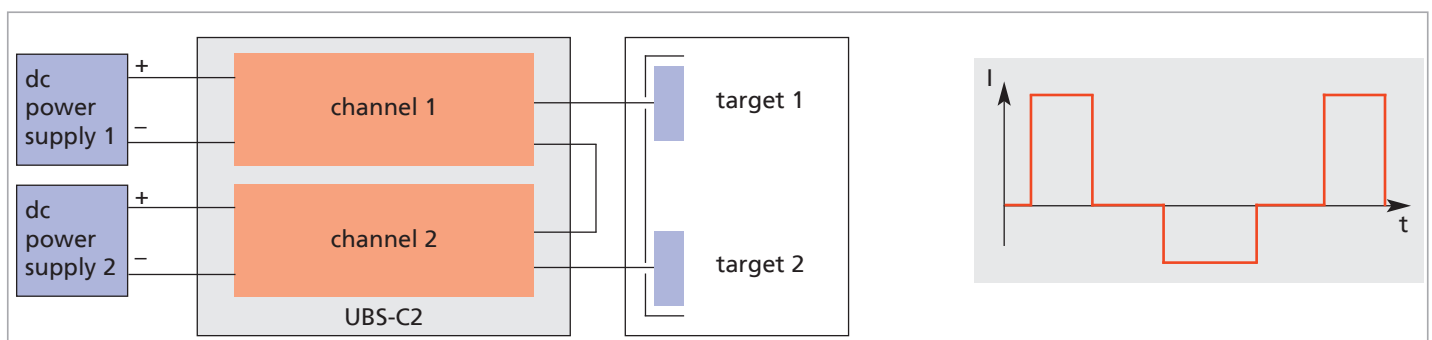 dc
power
supply 1
+
–
channel 1
target 1
dc
power
supply 2
+
–
channel 2
target 2
UBS-C2
I
t